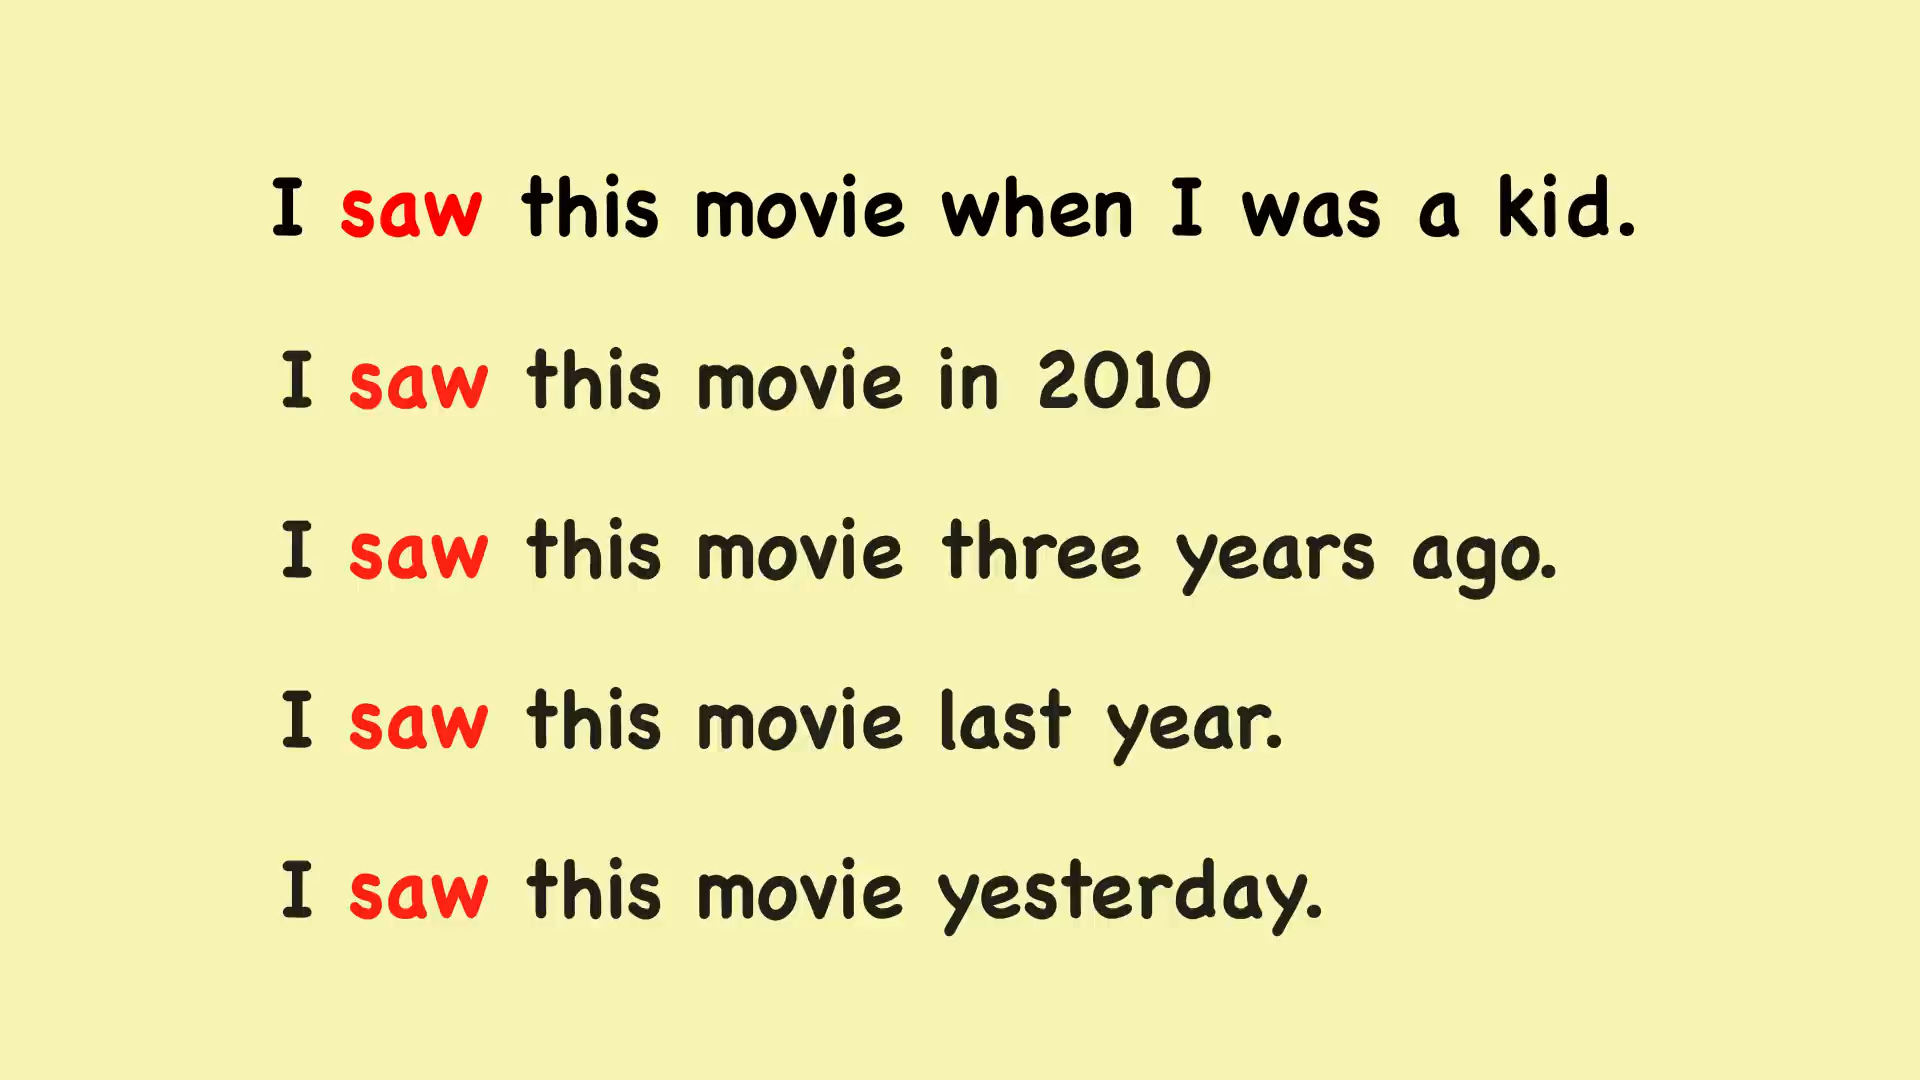 I saw this movie when I was a kid.
I saw this movie in 2010
I saw this movie three years ago.
I saw this movie last year.
I saw this movie yesterday.